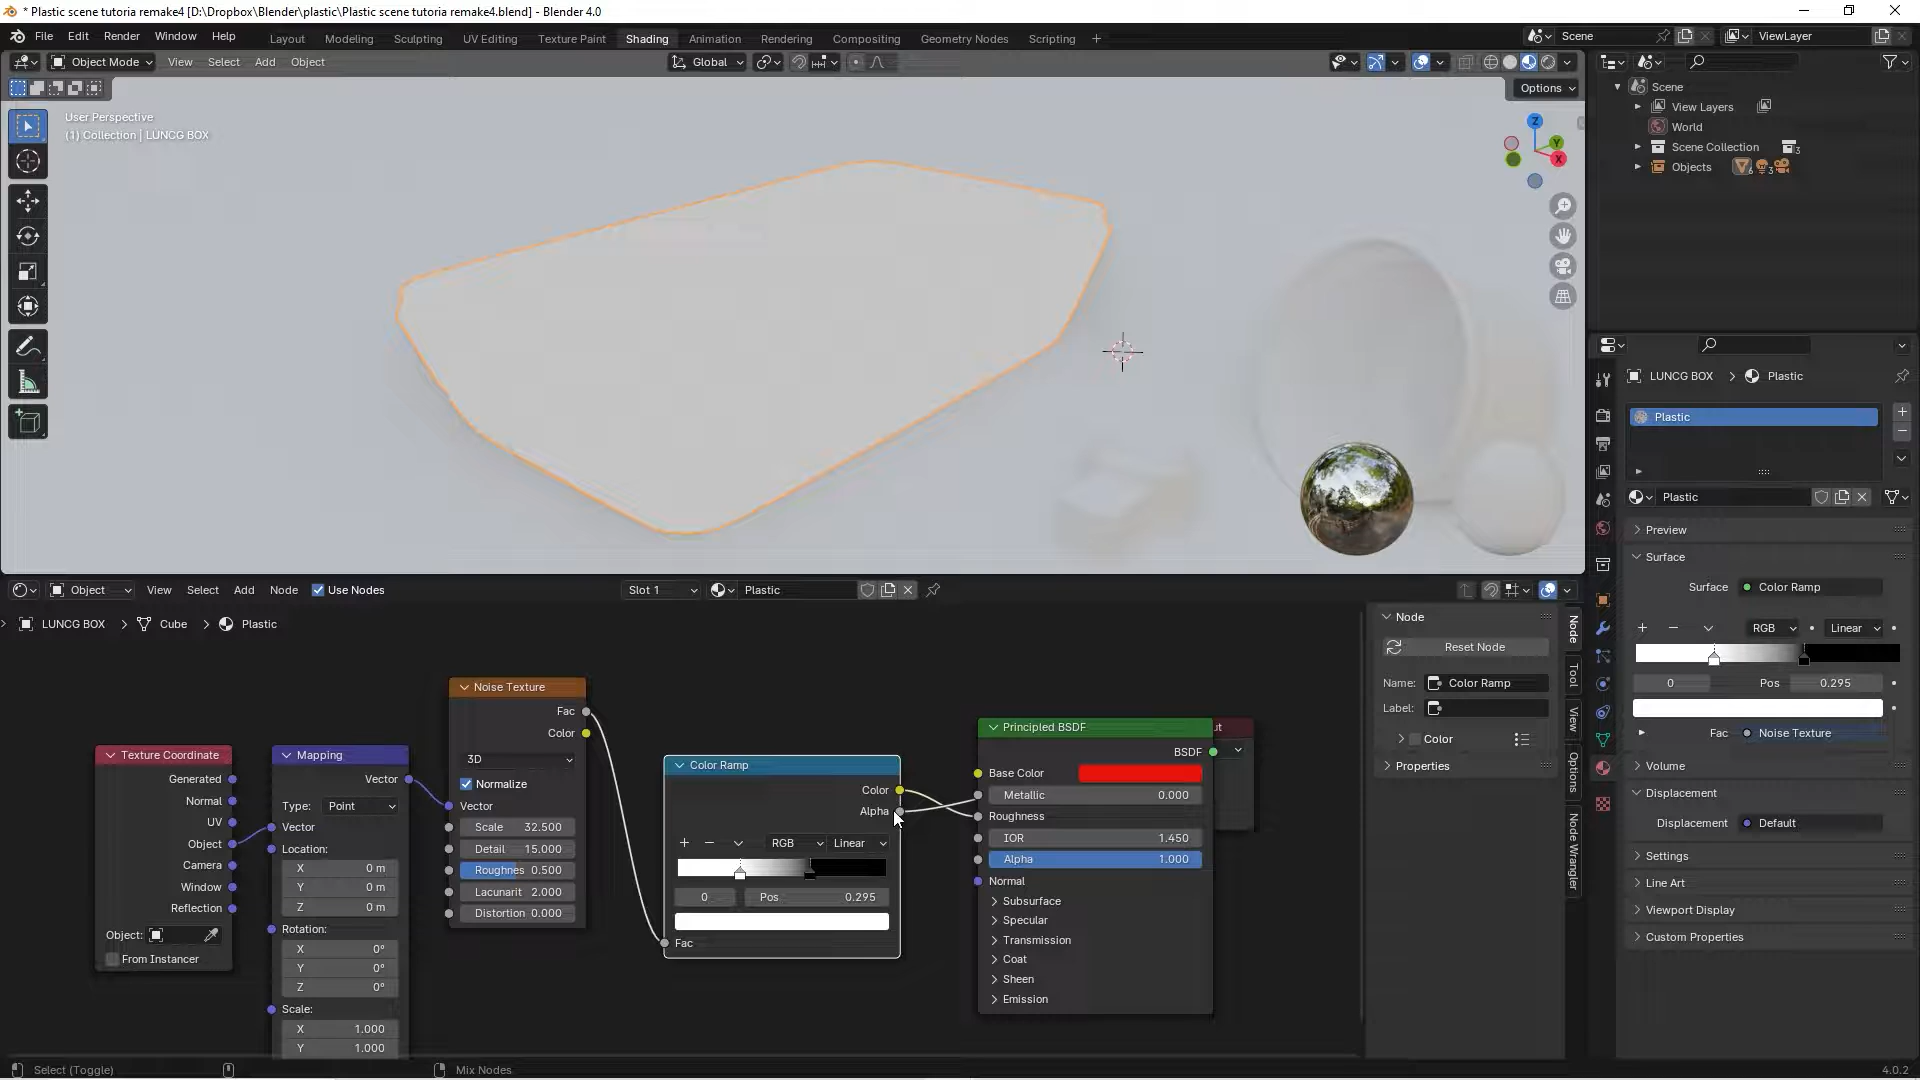 * Plastic scene tutoria remake4 [D:\Dropbox\Blender\plastic\Plastic scene tutoria remake4.blend] - Blender 4.0
File Edit Render Window Help
Layout Modeling Sculpting UV Editing Texture Paint Shading Animation Rendering Compositing Geometry Nodes Scripting +
Scene ViewLayer
Object Mode View Select Add Object Global
Options
User Perspective
(1) Collection | LUNCG BOX
Z
Y
X
Scene
View Layers
World
Scene Collection 3
Objects 6 3
LUNCG BOX > Plastic
Plastic
Plastic
Preview
Surface
Surface Color Ramp
+ − RGB Linear
0 Pos 0.295
Fac Noise Texture
Volume
Displacement
Displacement Default
Settings
Line Art
Viewport Display
Custom Properties
Object View Select Add Node Use Nodes Slot 1 Plastic
LUNCG BOX > Cube > Plastic
Texture Coordinate
Generated
Normal
UV
Object
Camera
Window
Reflection
Object:
From Instancer
Mapping
Vector
Type: Point
Vector
Location:
X 0 m
Y 0 m
Z 0 m
Rotation:
X 0°
Y 0°
Z 0°
Scale:
X 1.000
Y 1.000
Noise Texture
Fac
Color
3D
Normalize
Vector
Scale 32.500
Detail 15.000
Roughnes 0.500
Lacunarit 2.000
Distortion 0.000
Color Ramp
Color
Alpha
+ − RGB Linear
0 Pos 0.295
Fac
Principled BSDF
BSDF
Base Color
Metallic 0.000
Roughness
IOR 1.450
Alpha 1.000
Normal
Subsurface
Specular
Transmission
Coat
Sheen
Emission
ut
Node
Reset Node
Name: Color Ramp
Label:
Color
Properties
Node
Tool
View
Options
Node Wrangler
Select (Toggle) Mix Nodes 4.0.2